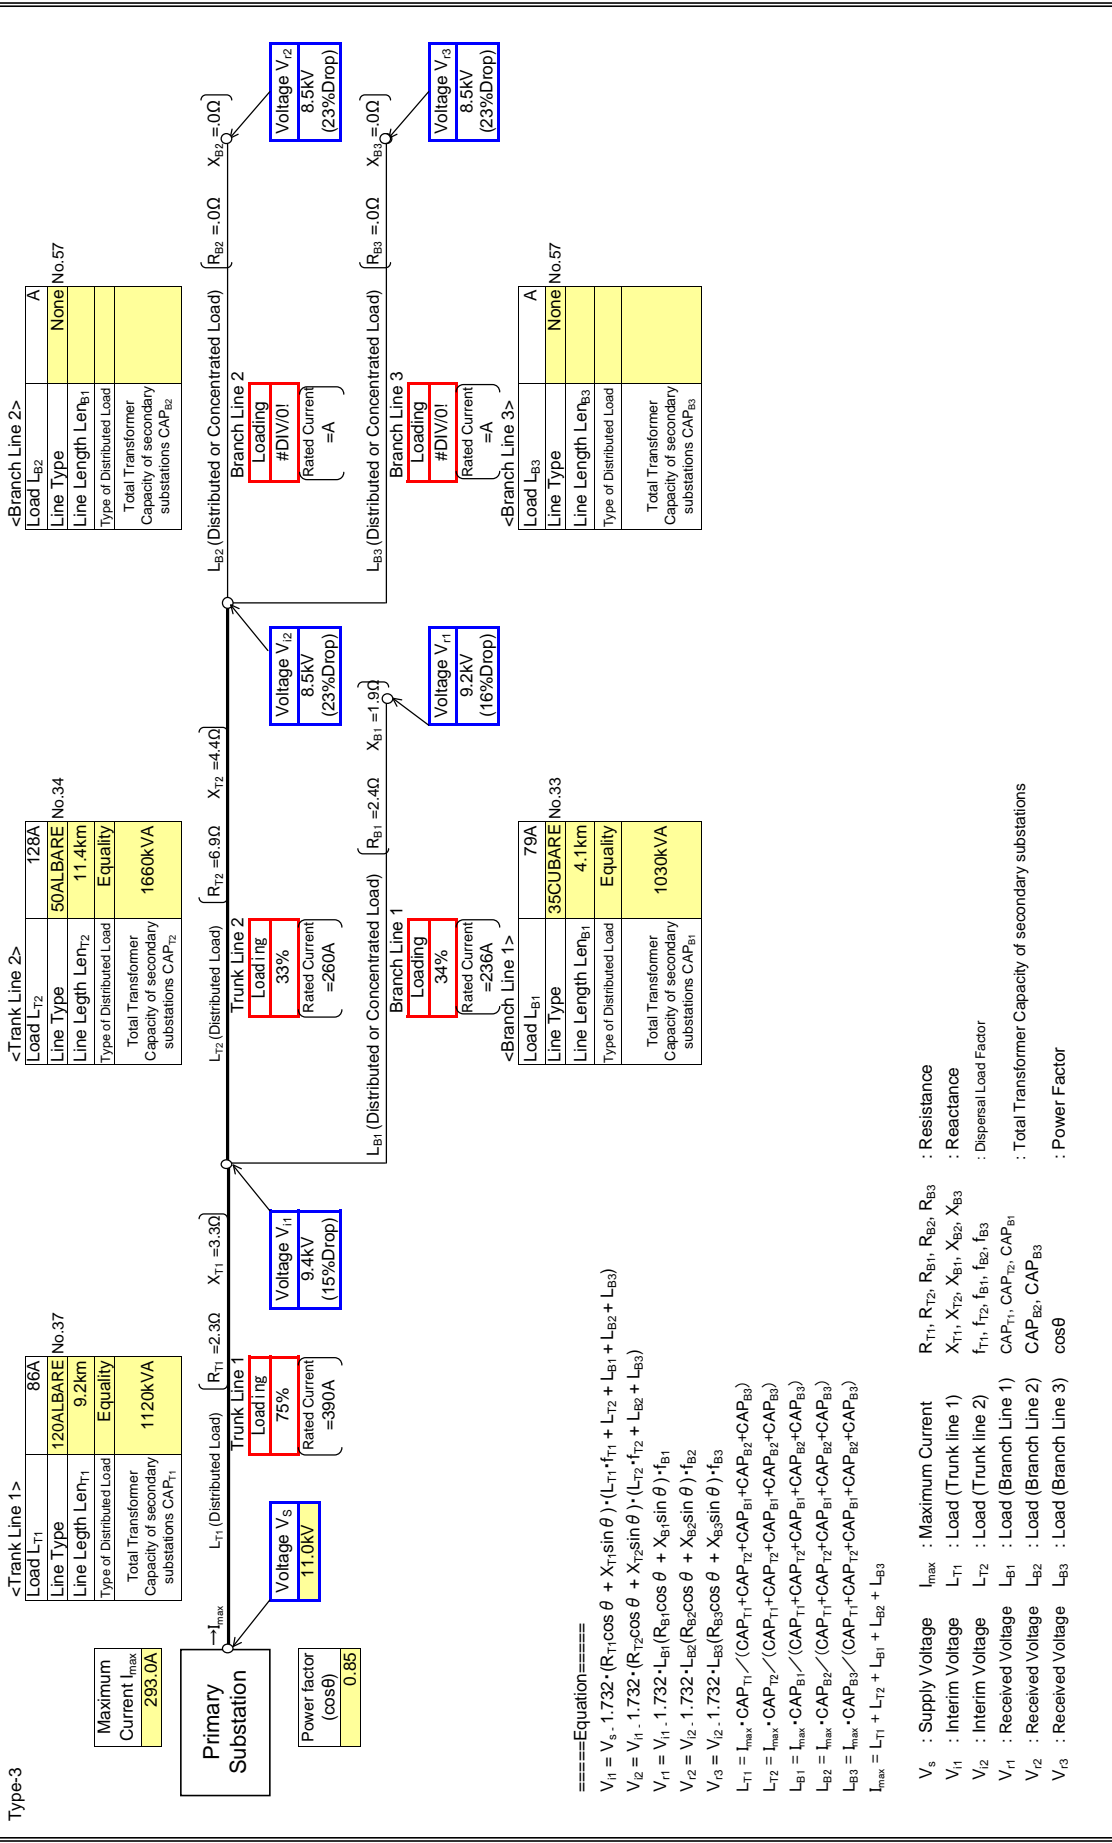 Type-3
Maximum
Current Imax
293.0A
Primary
Substation
Power factor
(cosθ)
0.85
→Imax
Voltage VS
11.0kV
<Trank Line 1>
Load LT1 86A
Line Type 120ALBARE No.37
Line Legth LenT1 9.2km
Type of Distributed Load Equality
Total Transformer
Capacity of secondary
substations CAPT1
1120kVA
LT1 (Distributed Load)
RT1 =2.3Ω XT1 =3.3Ω
Trunk Line 1
Loading
75%
Rated Current
=390A
Voltage Vi1
9.4kV
(15%Drop)
<Trank Line 2>
Load LT2 128A
Line Type 50ALBARE No.34
Line Length LenT2 11.4km
Type of Distributed Load Equality
Total Transformer
Capacity of secondary
substations CAPT2
1660kVA
LT2 (Distributed Load)
RT2 =6.9Ω XT2 =4.4Ω
Trunk Line 2
Loading
33%
Rated Current
=260A
Voltage Vi2
8.5kV
(23%Drop)
LB1 (Distributed or Concentrated Load)
RB1 =2.4Ω XB1 =1.9Ω
Branch Line 1
Loading
34%
Rated Current
=236A
Voltage Vr1
9.2kV
(16%Drop)
<Branch Line 1>
Load LB1 79A
Line Type 35CUBARE No.33
Line Length LenB1 4.1km
Type of Distributed Load Equality
Total Transformer
Capacity of secondary
substations CAPB1
1030kVA
<Branch Line 2>
Load LB2 A
Line Type None No.57
Line Length LenB1
Type of Distributed Load
Total Transformer
Capacity of secondary
substations CAPB2
LB2 (Distributed or Concentrated Load)
RB2 =.0Ω XB2 =.0Ω
Branch Line 2
Loading
#DIV/0!
Rated Current
=A
Voltage Vr2
8.5kV
(23%Drop)
LB3 (Distributed or Concentrated Load)
RB3 =.0Ω XB3 =.0Ω
Branch Line 3
Loading
#DIV/0!
Rated Current
=A
Voltage Vr3
8.5kV
(23%Drop)
<Branch Line 3>
Load LB3 A
Line Type None No.57
Line Length LenB3
Type of Distributed Load
Total Transformer
Capacity of secondary
substations CAPB3
=====Equation=====
Vi1 = Vs - 1.732・(RT1cosθ + XT1sinθ)・(LT1・fT1 + LT2 + LB1 + LB2 + LB3)
Vi2 = Vi1 - 1.732・(RT2cosθ + XT2sinθ)・(LT2・fT2 + LB2 + LB3)
Vr1 = Vi1 - 1.732・LB1(RB1cosθ + XB1sinθ)・fB1
Vr2 = Vi2 - 1.732・LB2(RB2cosθ + XB2sinθ)・fB2
Vr3 = Vi2 - 1.732・LB3(RB3cosθ + XB3sinθ)・fB3
LT1 = Imax・CAPT1／(CAPT1+CAPT2+CAPB1+CAPB2+CAPB3)
LT2 = Imax・CAPT2／(CAPT1+CAPT2+CAPB1+CAPB2+CAPB3)
LB1 = Imax・CAPB1／(CAPT1+CAPT2+CAPB1+CAPB2+CAPB3)
LB2 = Imax・CAPB2／(CAPT1+CAPT2+CAPB1+CAPB2+CAPB3)
LB3 = Imax・CAPB3／(CAPT1+CAPT2+CAPB1+CAPB2+CAPB3)
Imax = LT1 + LT2 + LB1 + LB2 + LB3
Vs : Supply Voltage Imax : Maximum Current RT1, RT2, RB1, RB2, RB3 : Resistance
Vi1 : Interim Voltage LT1 : Load (Trunk line 1) XT1, XT2, XB1, XB2, XB3 : Reactance
Vi2 : Interim Voltage LT2 : Load (Trunk line 2) fT1, fT2, fB1, fB2, fB3 : Dispersal Load Factor
Vr1 : Received Voltage LB1 : Load (Branch Line 1) CAPT1, CAPT2, CAPB1
Vr2 : Received Voltage LB2 : Load (Branch Line 2) CAPB2, CAPB3 : Total Transformer Capacity of secondary substations
Vr3 : Received Voltage LB3 : Load (Branch Line 3) cosθ : Power Factor